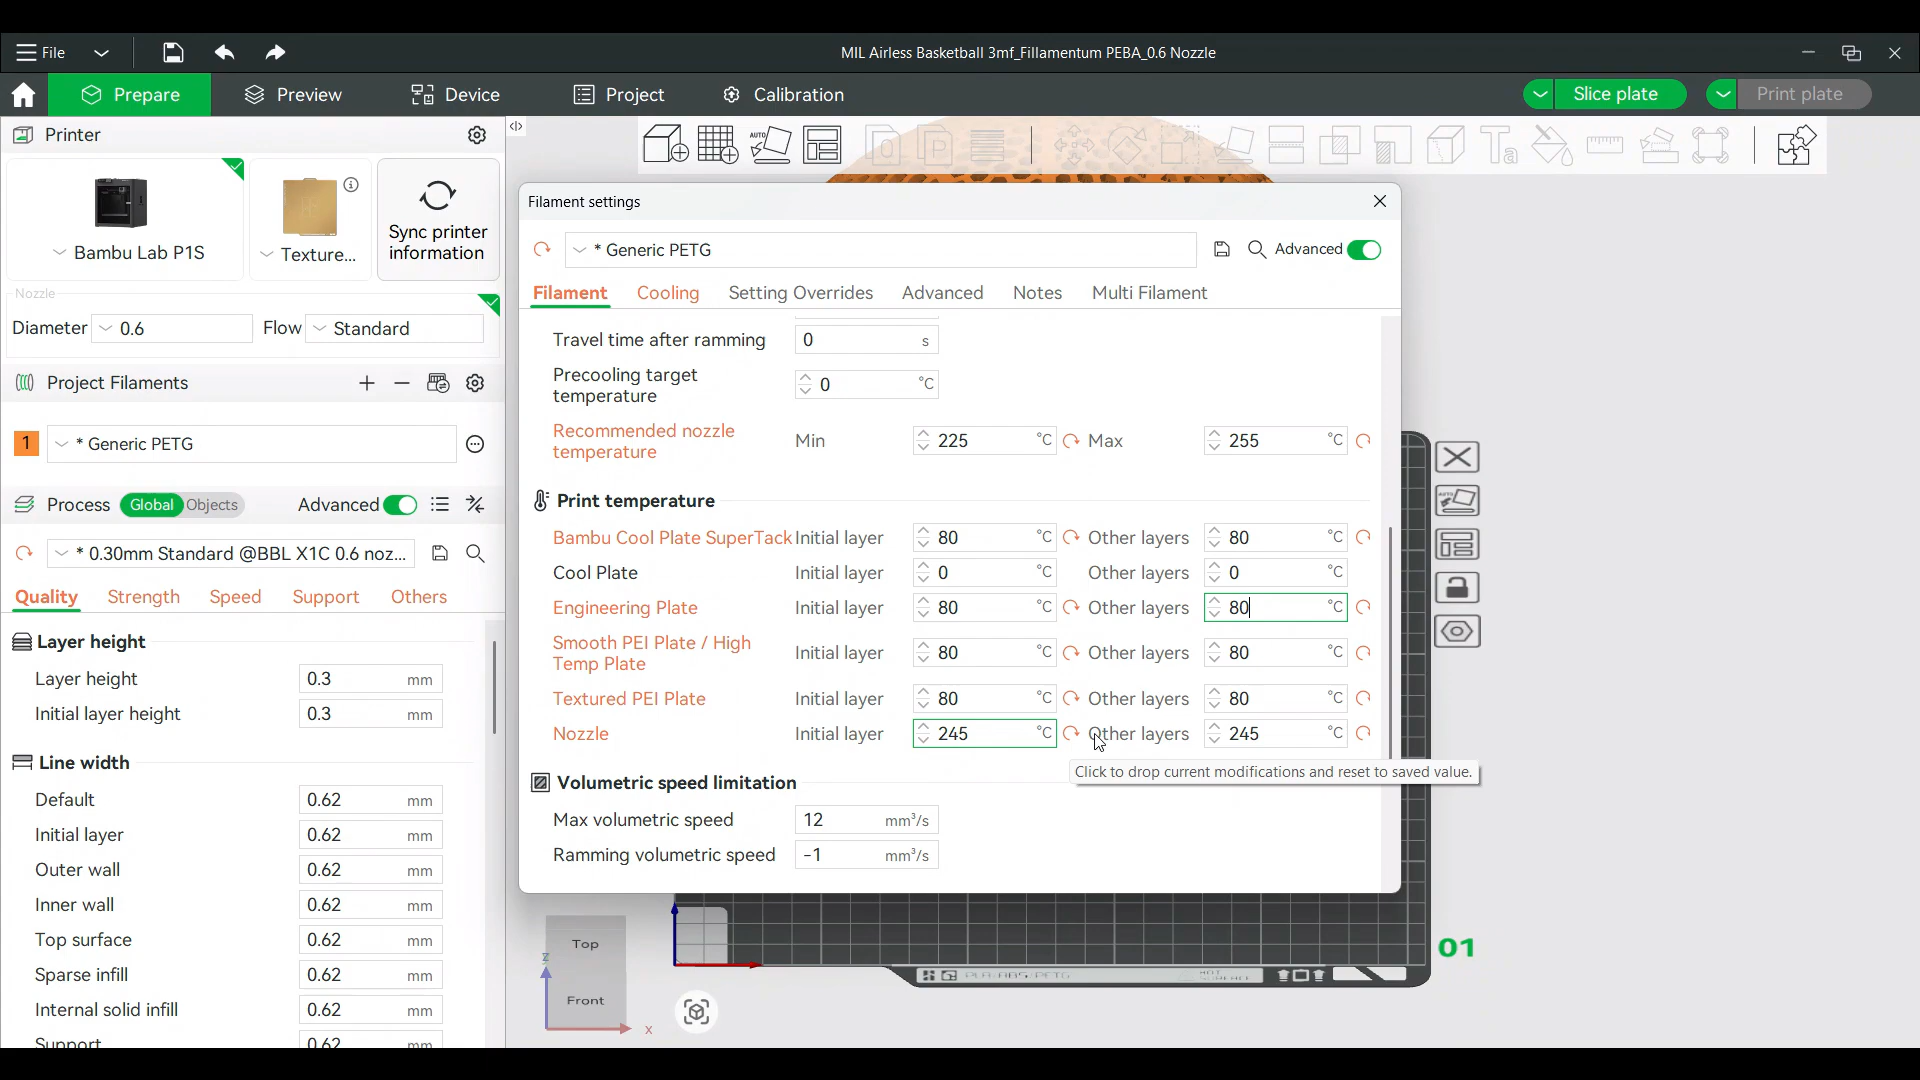 File
MIL Airless Basketball 3mf_Fillamentum PEBA_0.6 Nozzle
Prepare
Preview
Device
Project
Calibration
Slice plate
Print plate
Printer
Bambu Lab P1S
Texture...
Sync printer
information
Nozzle
Diameter 0.6 Flow Standard
Project Filaments
1 * Generic PETG
Process Global Objects Advanced
* 0.30mm Standard @BBL X1C 0.6 noz...
Quality Strength Speed Support Others
Layer height
Layer height 0.3 mm
Initial layer height 0.3 mm
Line width
Default 0.62 mm
Initial layer 0.62 mm
Outer wall 0.62 mm
Inner wall 0.62 mm
Top surface 0.62 mm
Sparse infill 0.62 mm
Internal solid infill 0.62 mm
Support 0.62 mm
AUTO
Filament settings
* Generic PETG
Advanced
Filament Cooling Setting Overrides Advanced Notes Multi Filament
Travel time after ramming 0 s
Precooling target
temperature 0 °C
Recommended nozzle
temperature Min 225 °C Max 255 °C
Print temperature
Bambu Cool Plate SuperTack Initial layer 80 °C Other layers 80 °C
Cool Plate Initial layer 0 °C Other layers 0 °C
Engineering Plate Initial layer 80 °C Other layers 80 °C
Smooth PEI Plate / High
Temp Plate Initial layer 80 °C Other layers 80 °C
Textured PEI Plate Initial layer 80 °C Other layers 80 °C
Nozzle Initial layer 245 °C Other layers 245 °C
Click to drop current modifications and reset to saved value.
Volumetric speed limitation
Max volumetric speed 12 mm³/s
Ramming volumetric speed -1 mm³/s
AUTO
01
PLA/ABS/PETG
HOT
SURFACE
Top
Front
z
x